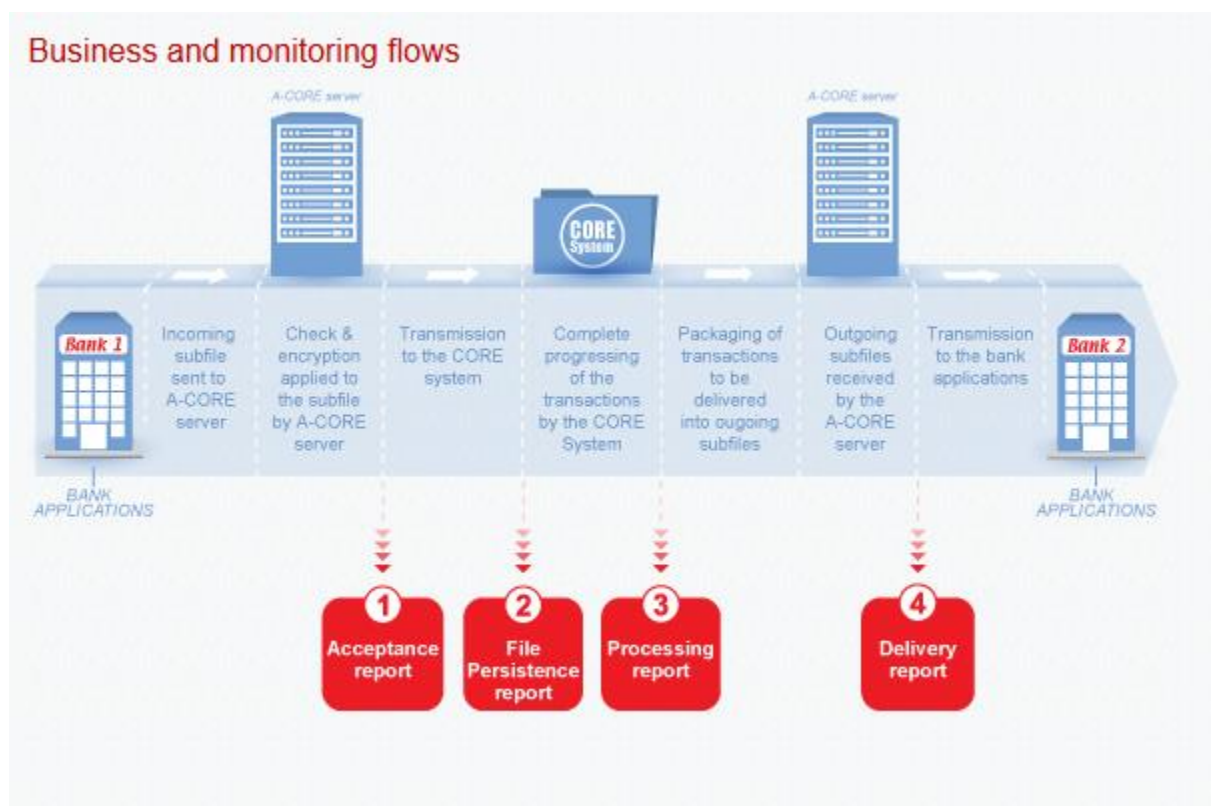 Business and monitoring flows
A-CORE server
A-CORE server
CORE
System
Bank 1
Incoming
subfile
sent to
A-CORE
server
Check &
encryption
applied to
the subfile
by A-CORE
server
Transmission
to the CORE
system
Complete
progressing
of the
transactions
by the CORE
System
Packaging of
transactions
to be
delivered
into ougoing
subfiles
Outgoing
subfiles
received
by the
A-CORE
server
Transmission
to the bank
applications
Bank 2
BANK
APPLICATIONS
BANK
APPLICATIONS
1
Acceptance
report
2
File
Persistence
report
3
Processing
report
4
Delivery
report